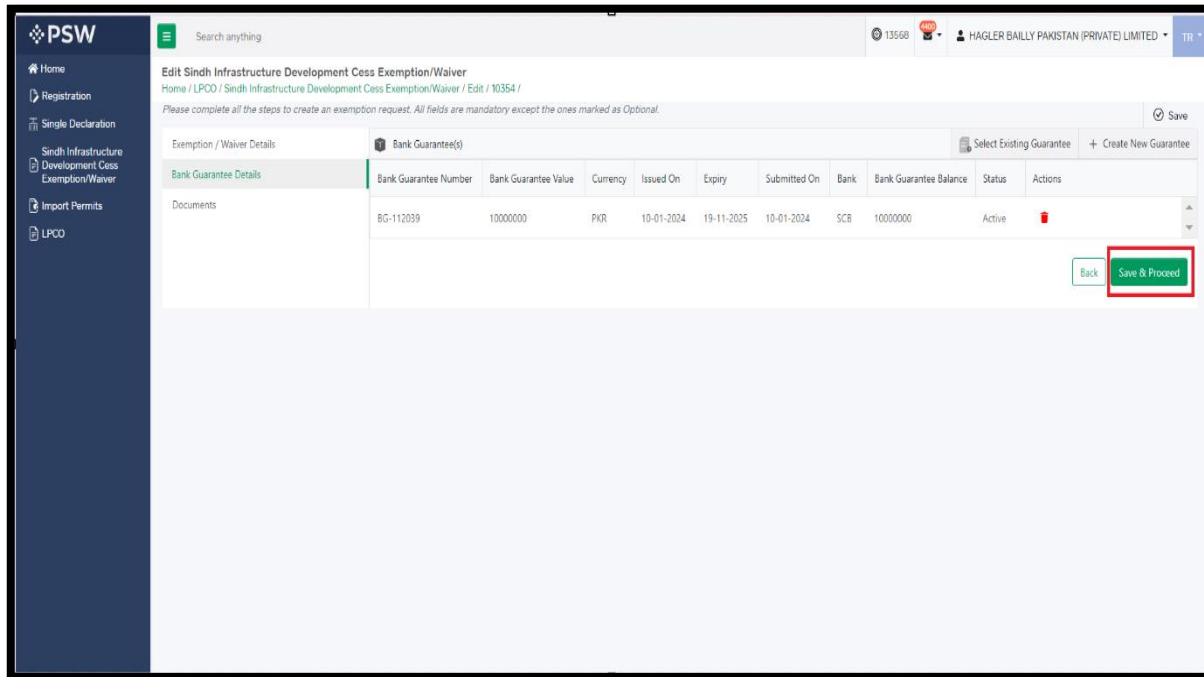 PSW
Search anything
13568
4400
HAGLER BAILLY PAKISTAN (PRIVATE) LIMITED
TR
Home
Registration
Single Declaration
Sindh Infrastructure
Development Cess
Exemption/Waiver
Import Permits
LPCO
Edit Sindh Infrastructure Development Cess Exemption/Waiver
Home / LPCO / Sindh Infrastructure Development Cess Exemption/Waiver / Edit / 10354 /
Please complete all the steps to create an exemption request. All fields are mandatory except the ones marked as Optional.
Save
Exemption / Waiver Details
Bank Guarantee Details
Documents
Bank Guarantee(s)
Select Existing Guarantee
+ Create New Guarantee
Bank Guarantee Number Bank Guarantee Value Currency Issued On Expiry Submitted On Bank Bank Guarantee Balance Status Actions
BG-112039 10000000 PKR 10-01-2024 19-11-2025 10-01-2024 SCB 10000000 Active
Back
Save & Proceed